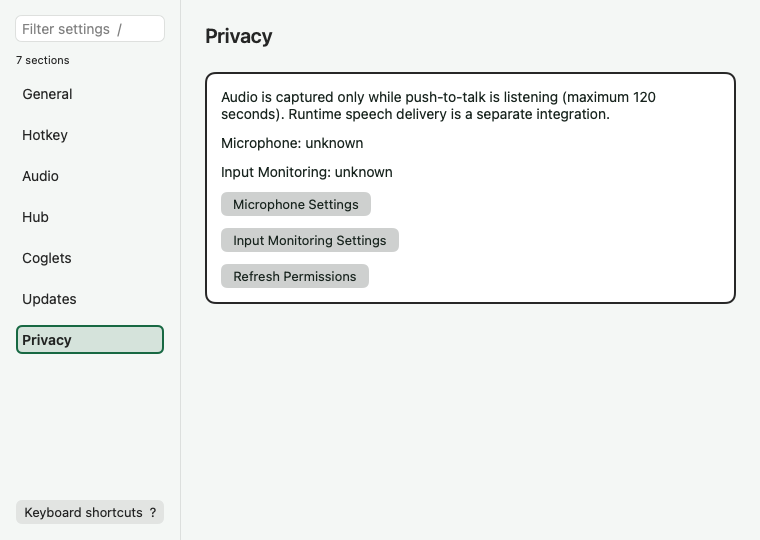 Filter settings /
7 sections
General
Hotkey
Audio
Hub
Coglets
Updates
Privacy
Keyboard shortcuts ?
Privacy
Audio is captured only while push-to-talk is listening (maximum 120
seconds). Runtime speech delivery is a separate integration.
Microphone: unknown
Input Monitoring: unknown
Microphone Settings
Input Monitoring Settings
Refresh Permissions